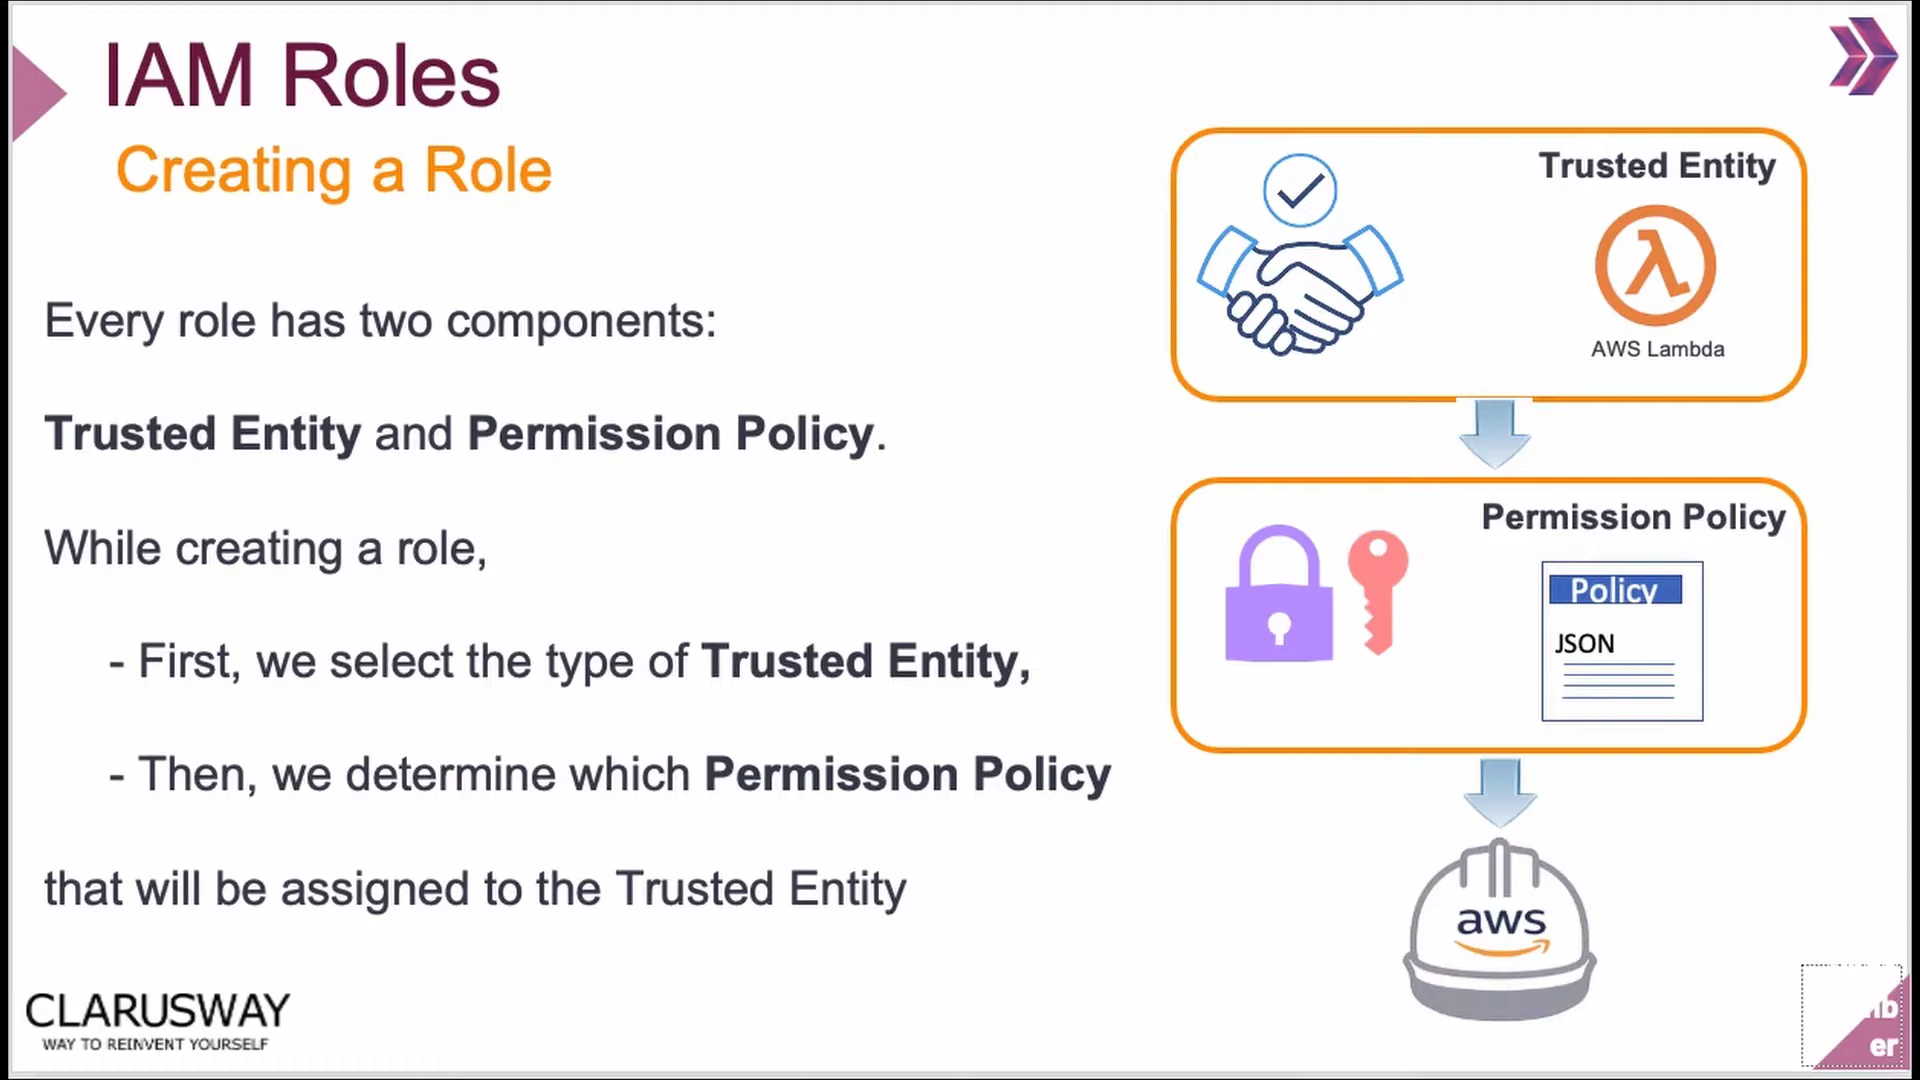 IAM Roles
Creating a Role
Every role has two components:
Trusted Entity and Permission Policy.
While creating a role,
- First, we select the type of Trusted Entity,
- Then, we determine which Permission Policy
that will be assigned to the Trusted Entity
Trusted Entity
AWS Lambda
Permission Policy
Policy
JSON
aws
CLARUSWAY
WAY TO REINVENT YOURSELF
er